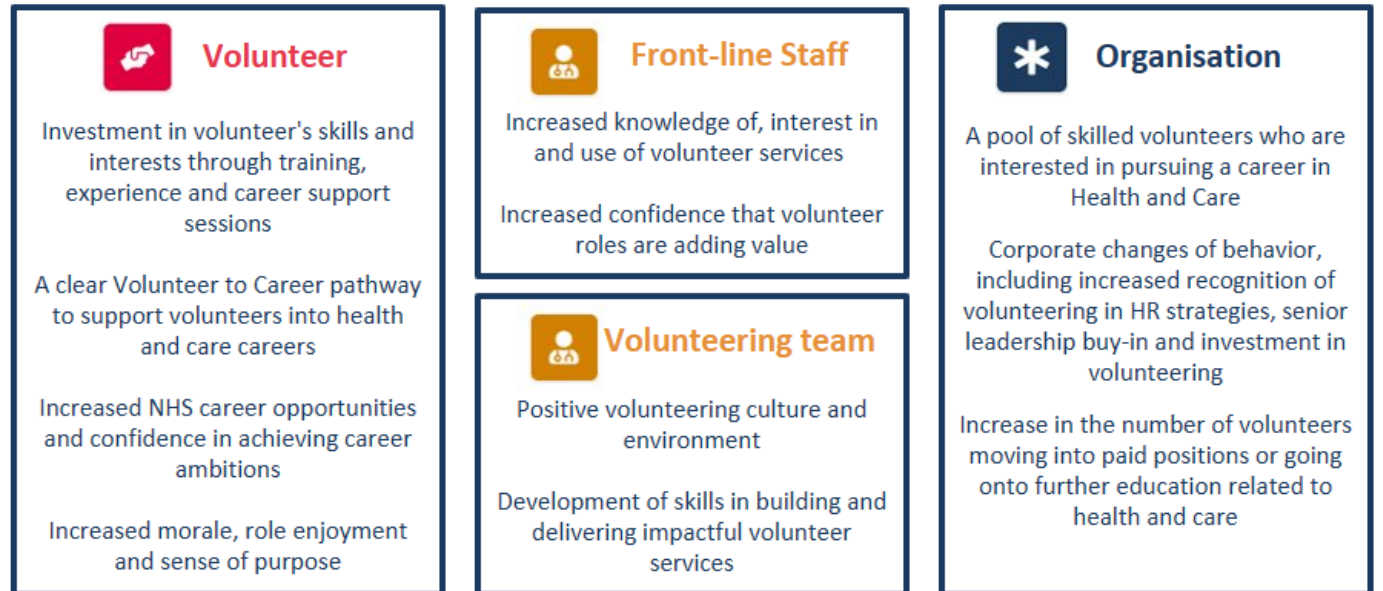 Volunteer
Investment in volunteer's skills and
interests through training,
experience and career support
sessions
A clear Volunteer to Career pathway
to support volunteers into health
and care careers
Increased NHS career opportunities
and confidence in achieving career
ambitions
Increased morale, role enjoyment
and sense of purpose
Front-line Staff
Increased knowledge of, interest in
and use of volunteer services
Increased confidence that volunteer
roles are adding value
Volunteering team
Positive volunteering culture and
environment
Development of skills in building and
delivering impactful volunteer
services
Organisation
A pool of skilled volunteers who are
interested in pursuing a career in
Health and Care
Corporate changes of behavior,
including increased recognition of
volunteering in HR strategies, senior
leadership buy-in and investment in
volunteering
Increase in the number of volunteers
moving into paid positions or going
onto further education related to
health and care